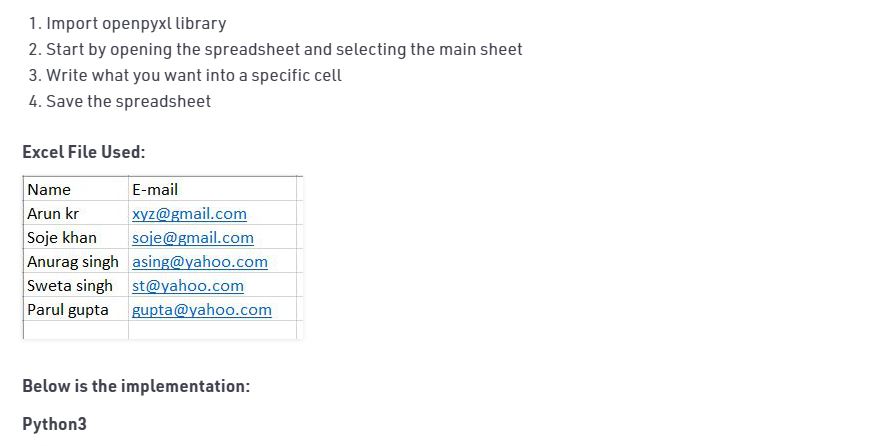 1. Import openpyxl library
2. Start by opening the spreadsheet and selecting the main sheet
3. Write what you want into a specific cell
4. Save the spreadsheet
Excel File Used:
Name E-mail
Arun kr xyz@gmail.com
Soje khan soje@gmail.com
Anurag singh asing@yahoo.com
Sweta singh st@yahoo.com
Parul gupta gupta@yahoo.com
Below is the implementation:
Python3